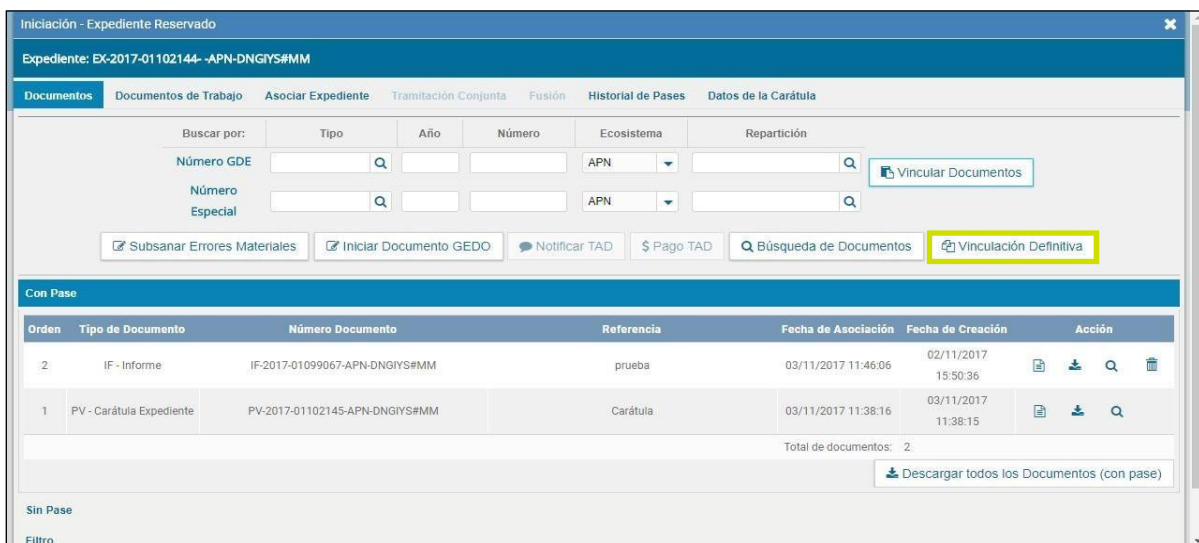 Iniciación - Expediente Reservado
Expediente: EX-2017-01102144- -APN-DNGIYS#MM
Documentos Documentos de Trabajo Asociar Expediente Tramitación Conjunta Fusión Historial de Pases Datos de la Carátula
Buscar por: Tipo Año Número Ecosistema Repartición
Número GDE APN Vincular Documentos
Número
Especial APN
Subsanar Errores Materiales Iniciar Documento GEDO Notificar TAD $ Pago TAD Búsqueda de Documentos Vinculación Definitiva
Con Pase
Orden Tipo de Documento Número Documento Referencia Fecha de Asociación Fecha de Creación Acción
2 IF - Informe IF-2017-01099067-APN-DNGIYS#MM prueba 03/11/2017 11:46:06 02/11/2017
15:50:36
1 PV - Carátula Expediente PV-2017-01102145-APN-DNGIYS#MM Carátula 03/11/2017 11:38:16 03/11/2017
11:38:15
Total de documentos: 2
Descargar todos los Documentos (con pase)
Sin Pase
Filtro